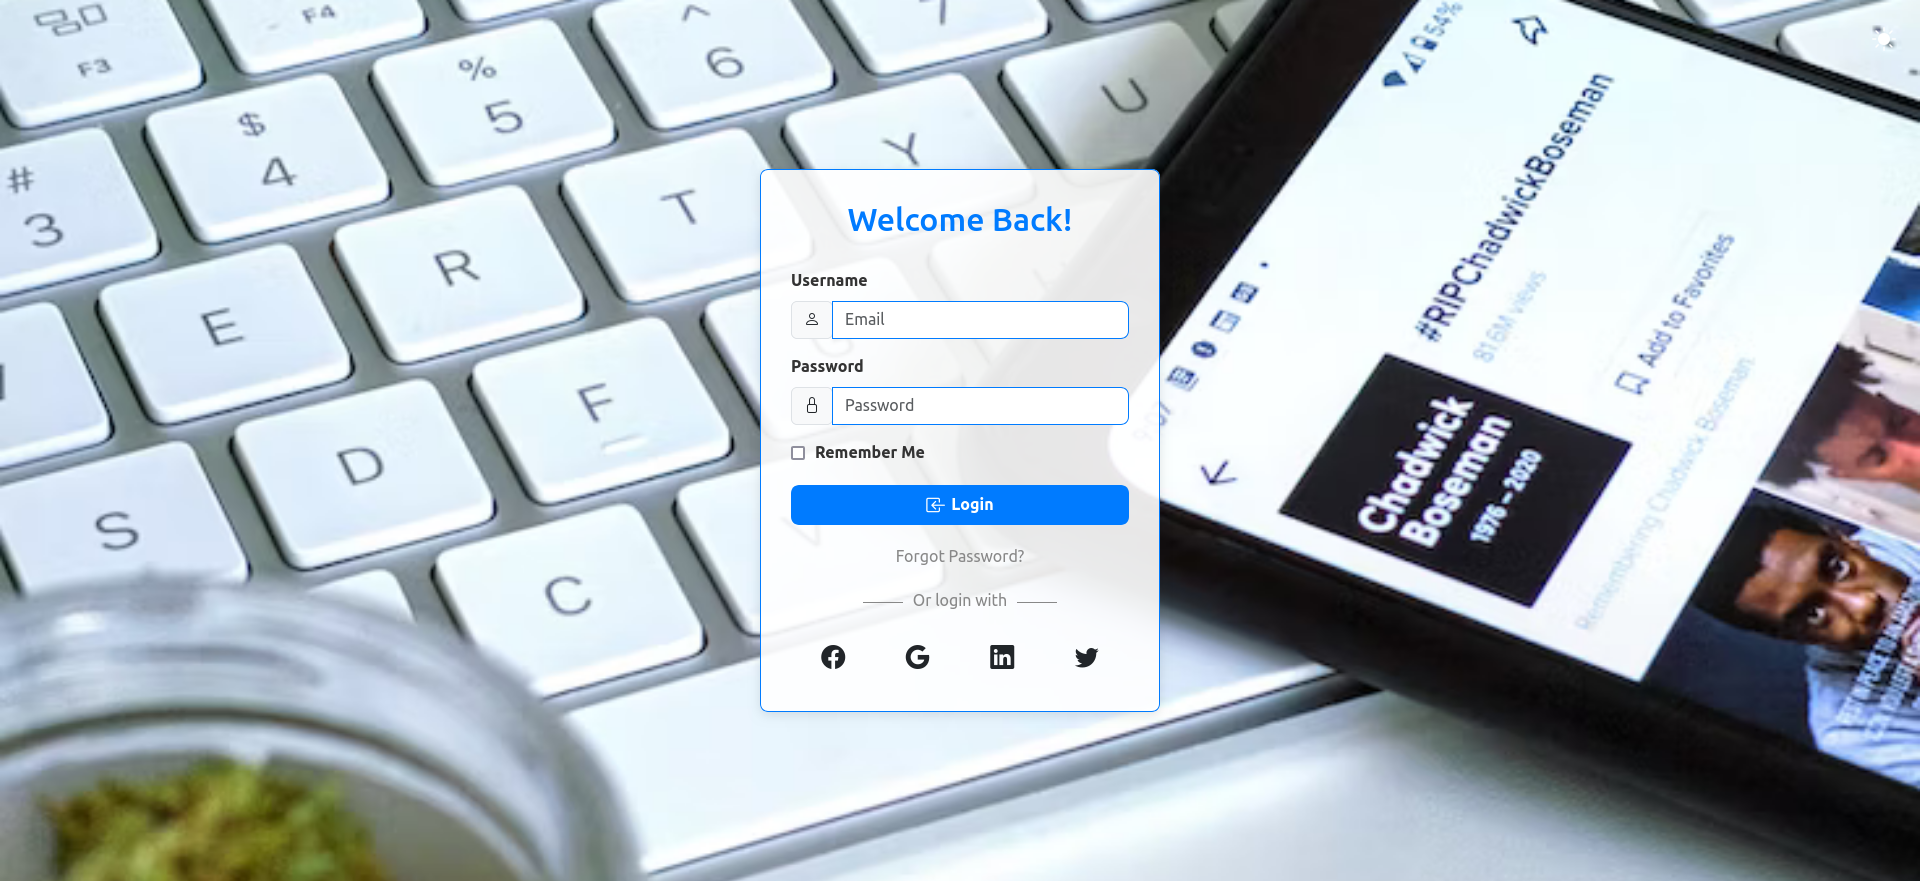 Welcome Back!
Username
Email
Password
Password
Remember Me
Login
Forgot Password?
Or login with
F3
F4
#
3
$
4
%
5
^
6
7
E
R
T
Y
U
S
D
F
C
54%
#RIPChadwickBoseman
81.6M views
Add to Favorites
Chadwick
Boseman
1976 – 2020
Remembering Chadwick Boseman